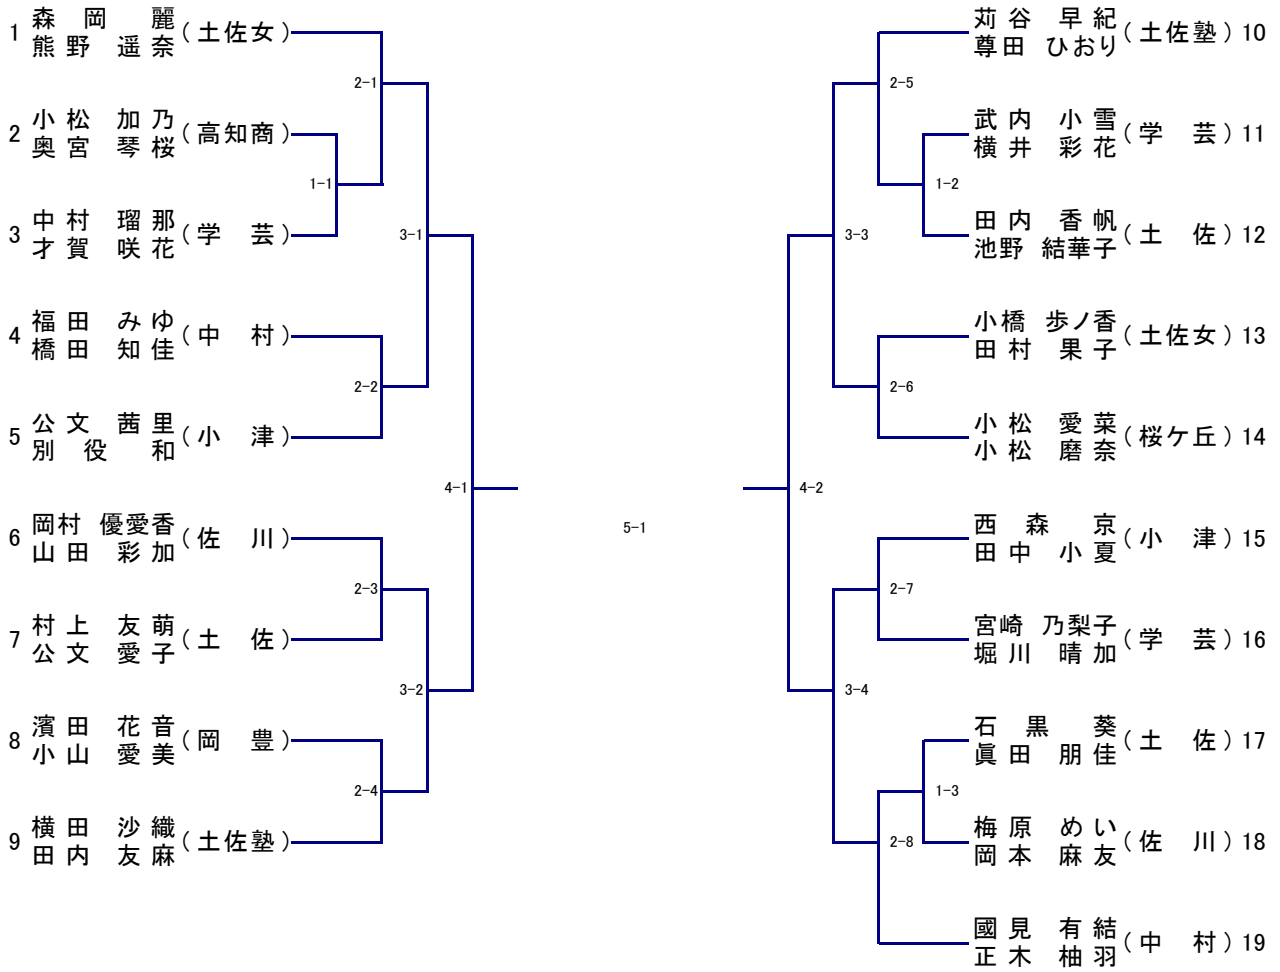 1 森岡 麗 (土佐女)
熊野 遥奈
2-1
2 小松 加乃 (高知商)
奥宮 琴桜
1-1
3 中村 瑠那 (学芸)
才賀 咲花
3-1
4 福田 みゆ (中村)
橋田 知佳
2-2
5 公文 茜里 (小津)
別役 和
4-1
6 岡村 優愛香 (佐川)
山田 彩加
2-3
7 村上 友萌 (土佐)
公文 愛子
3-2
8 濱田 花音 (岡豊)
小山 愛美
2-4
9 横田 沙織 (土佐塾)
田内 友麻
5-1
苅谷 早紀 (土佐塾) 10
尊田 ひおり
2-5
武内 小雪 (学芸) 11
横井 彩花
1-2
田内 香帆 (土佐) 12
池野 結華子
3-3
小橋 歩ノ香 (土佐女) 13
田村 果子
2-6
小松 愛菜 (桜ケ丘) 14
小松 磨奈
4-2
西森 京 (小津) 15
田中 小夏
2-7
宮崎 乃梨子 (学芸) 16
堀川 晴加
3-4
石黒 葵 (土佐) 17
眞田 朋佳
1-3
梅原 めい (佐川) 18
岡本 麻友
2-8
國見 有結 (中村) 19
正木 柚羽